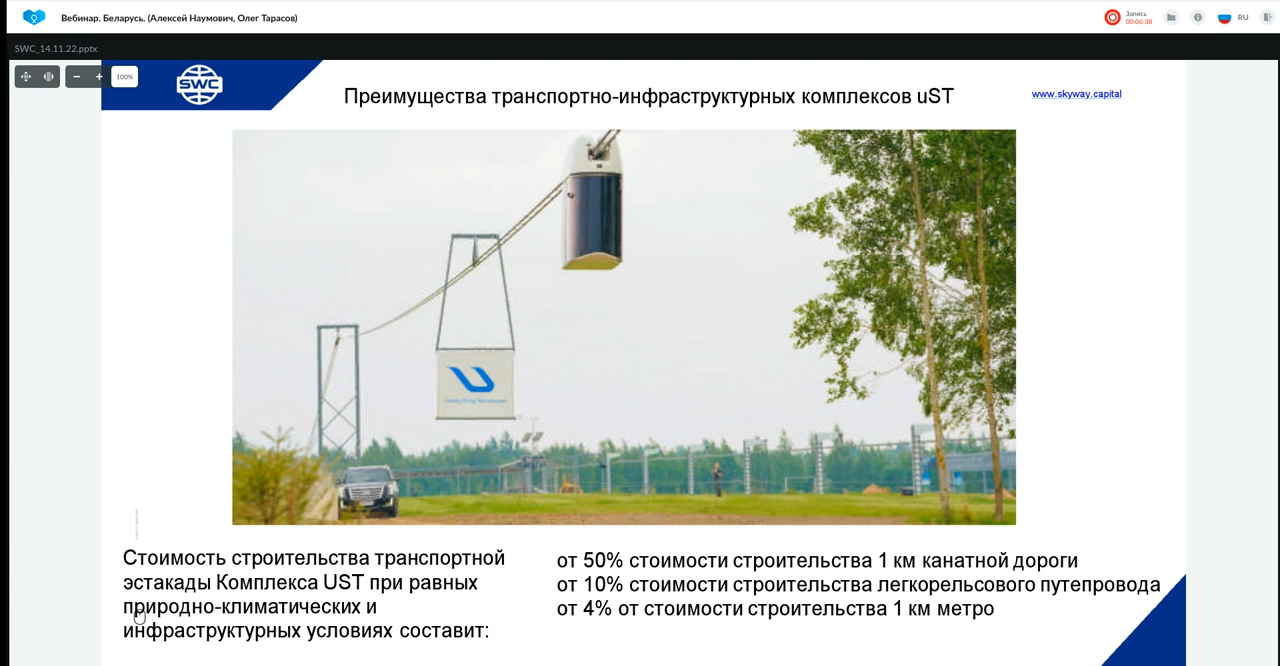 Вебинар. Беларусь. (Алексей Наумович, Олег Тарасов)
Запись
00:06:38
RU
SWC_14.11.22.pptx
100%
SWC
Преимущества транспортно-инфраструктурных комплексов uST
www.skyway.capital
Стоимость строительства транспортной
эстакады Комплекса UST при равных
природно-климатических и
инфраструктурных условиях составит:
от 50% стоимости строительства 1 км канатной дороги
от 10% стоимости строительства легкорельсового путепровода
от 4% от стоимости строительства 1 км метро